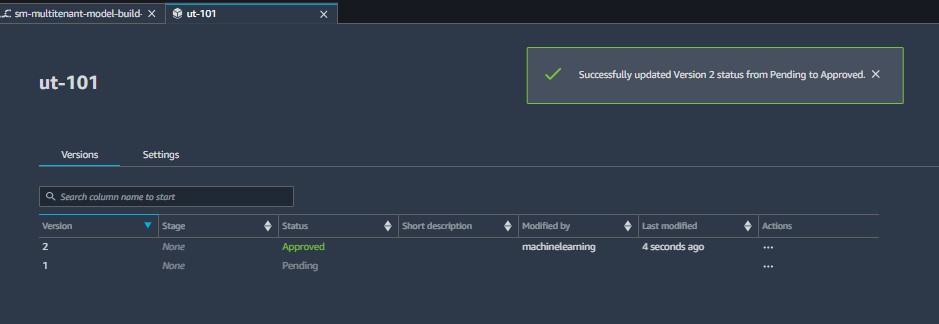 sm-multitenant-model-build- ut-101
ut-101
Successfully updated Version 2 status from Pending to Approved.
Versions Settings
Search column name to start
Version Stage Status Short description Modified by Last modified Actions
2 None Approved machinelearning 4 seconds ago ...
1 None Pending ...